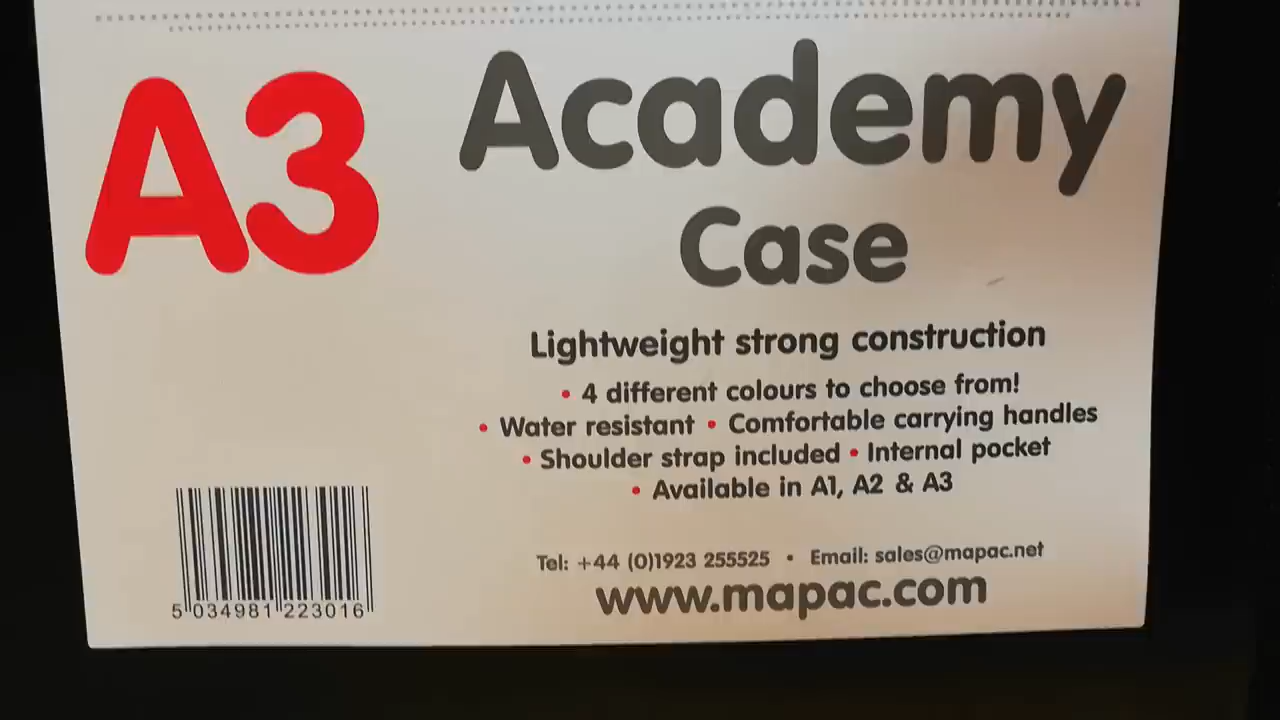 A3
Academy
Case
Lightweight strong construction
• 4 different colours to choose from!
• Water resistant • Comfortable carrying handles
• Shoulder strap included • Internal pocket
• Available in A1, A2 & A3
Tel: +44 (0)1923 255525 • Email: sales@mapac.net
www.mapac.com
5 034981 223016